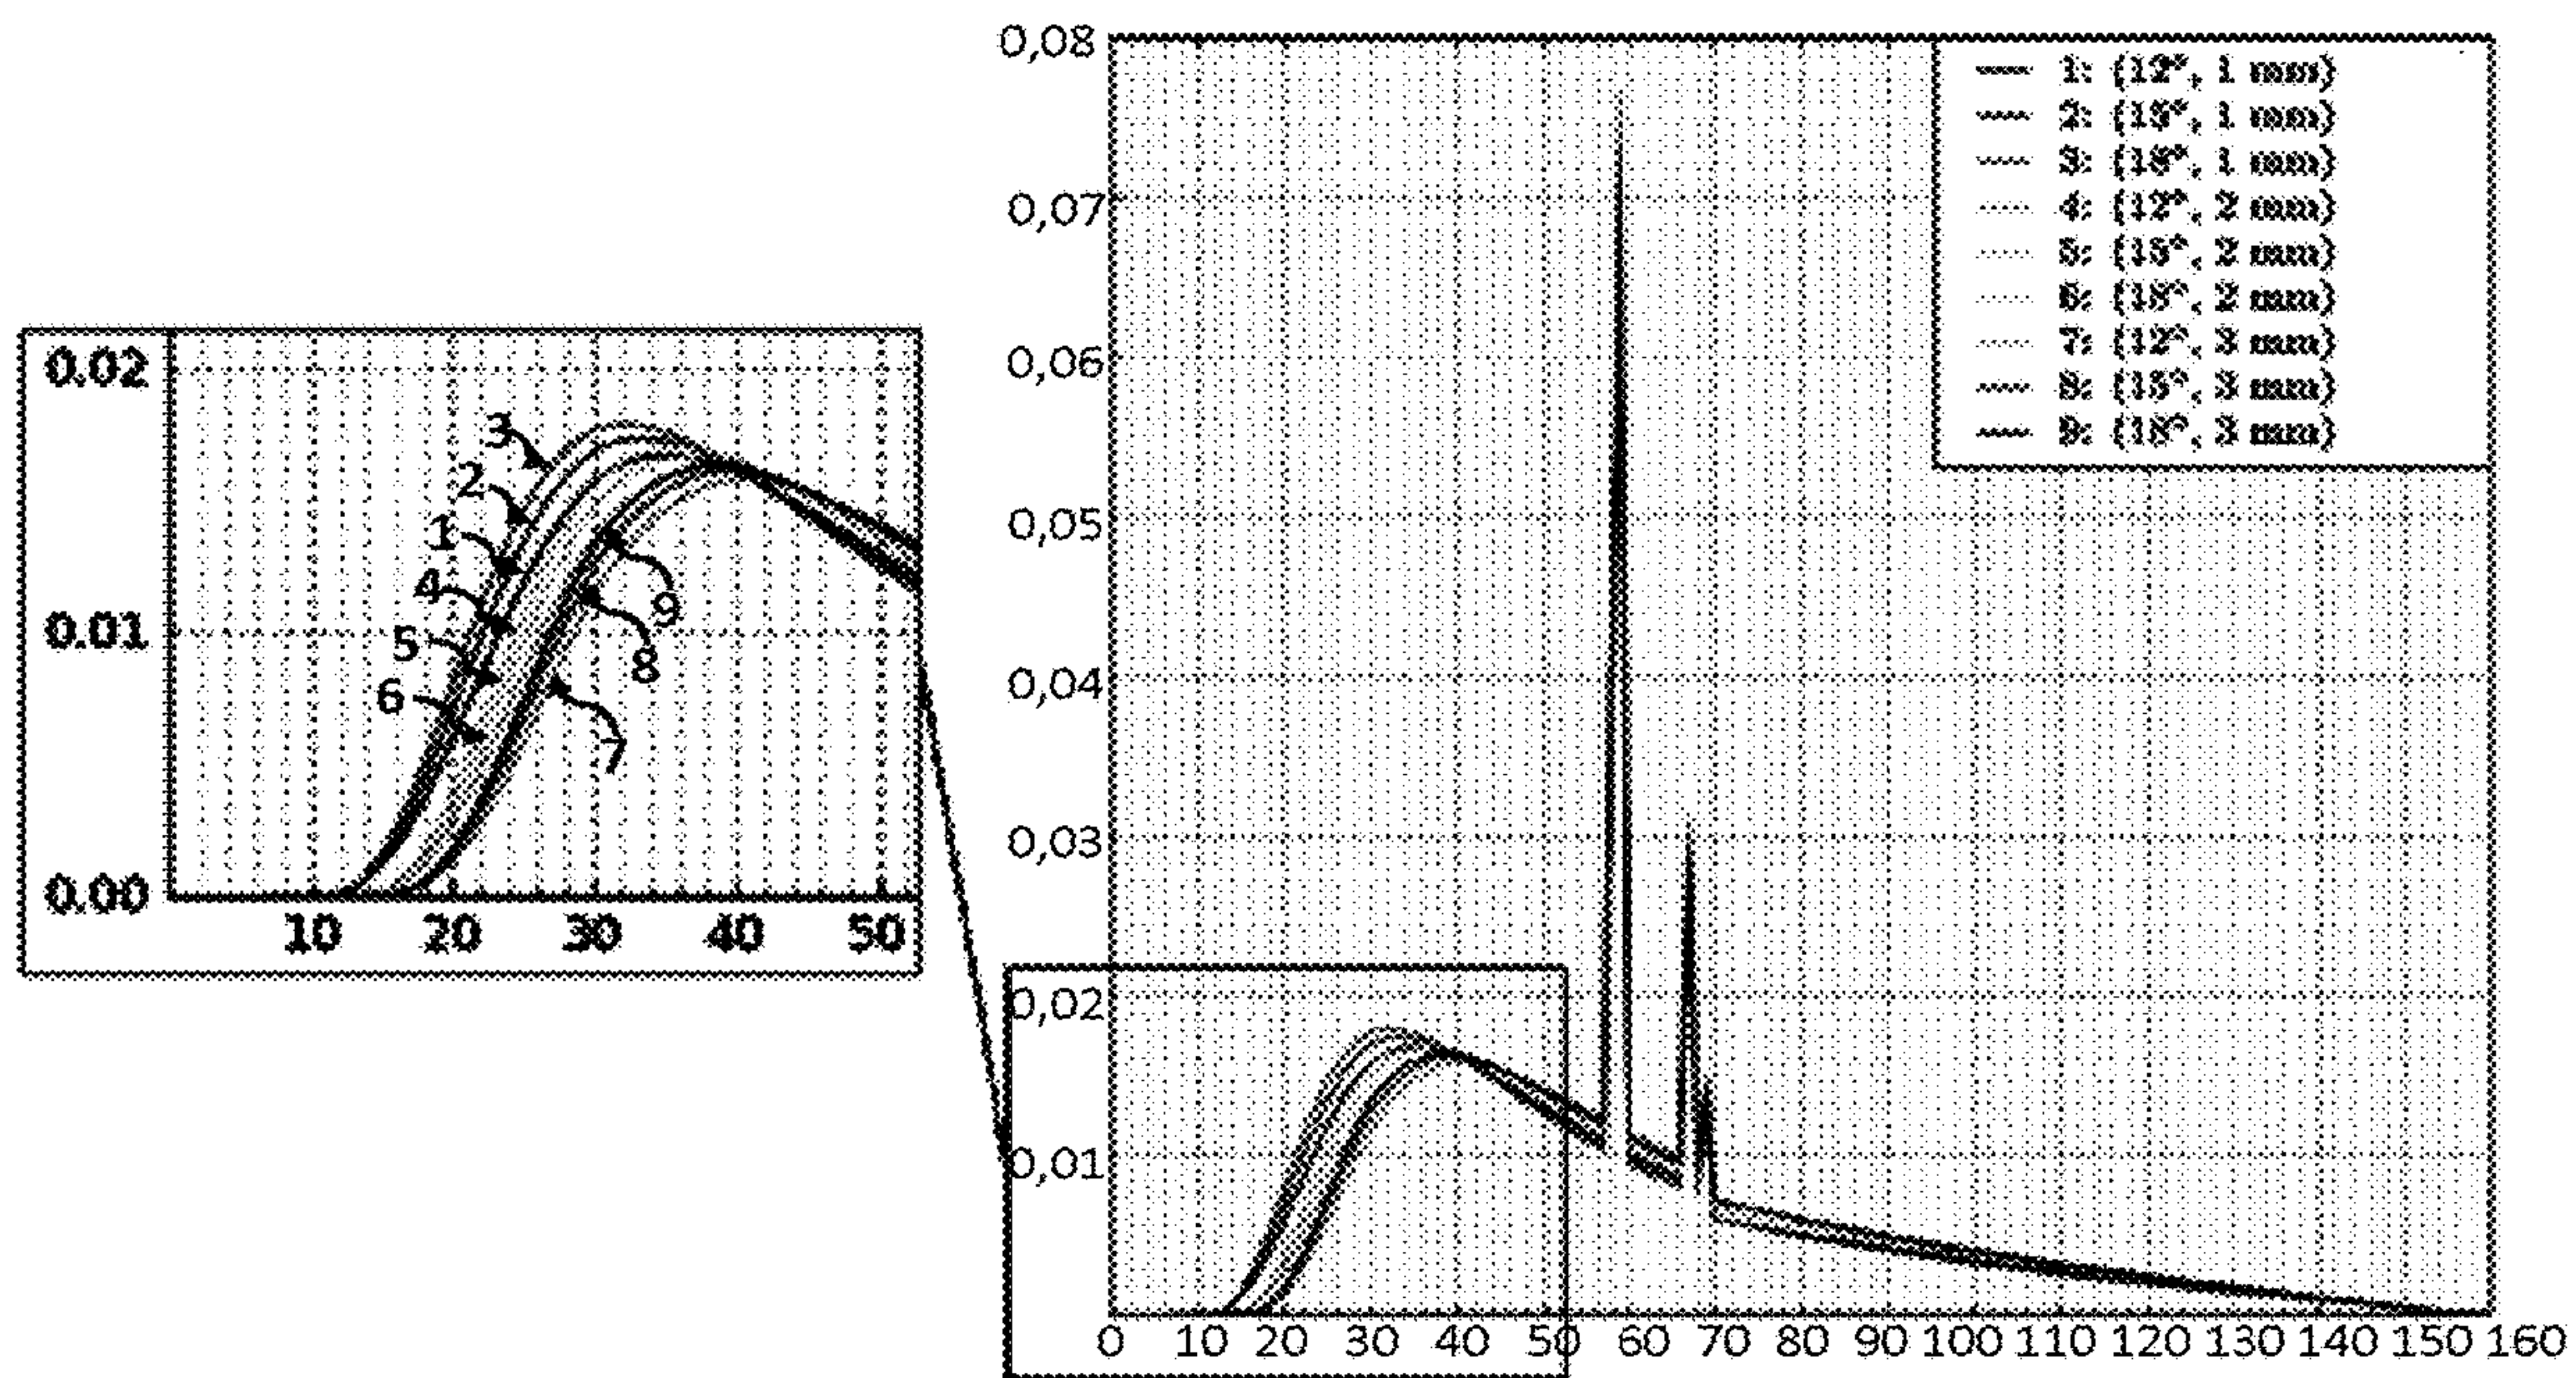 0.02
0.01
0.00
10 20 30 40 50
3
2
1
4
5
6
9
8
7
0,08
0,07
0,06
0,05
0,04
0,03
0,02
0,01
0 10 20 30 40 50 60 70 80 90 100 110 120 130 140 150 160
1: (12°, 1 mm)
2: (15°, 1 mm)
3: (18°, 1 mm)
4: (12°, 2 mm)
5: (15°, 2 mm)
6: (18°, 2 mm)
7: (12°, 3 mm)
8: (15°, 3 mm)
9: (18°, 3 mm)